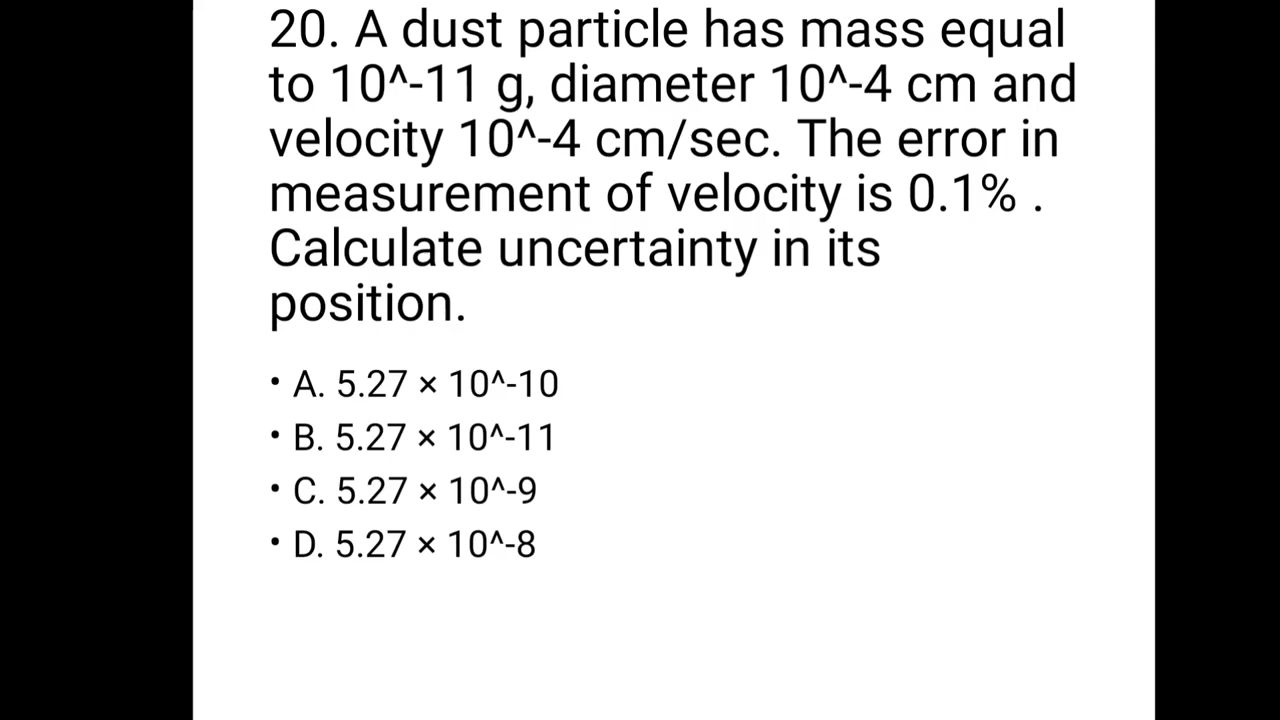 20. A dust particle has mass equal
to 10^-11 g, diameter 10^-4 cm and
velocity 10^-4 cm/sec. The error in
measurement of velocity is 0.1% .
Calculate uncertainty in its
position.
• A. 5.27 × 10^-10
• B. 5.27 × 10^-11
• C. 5.27 × 10^-9
• D. 5.27 × 10^-8